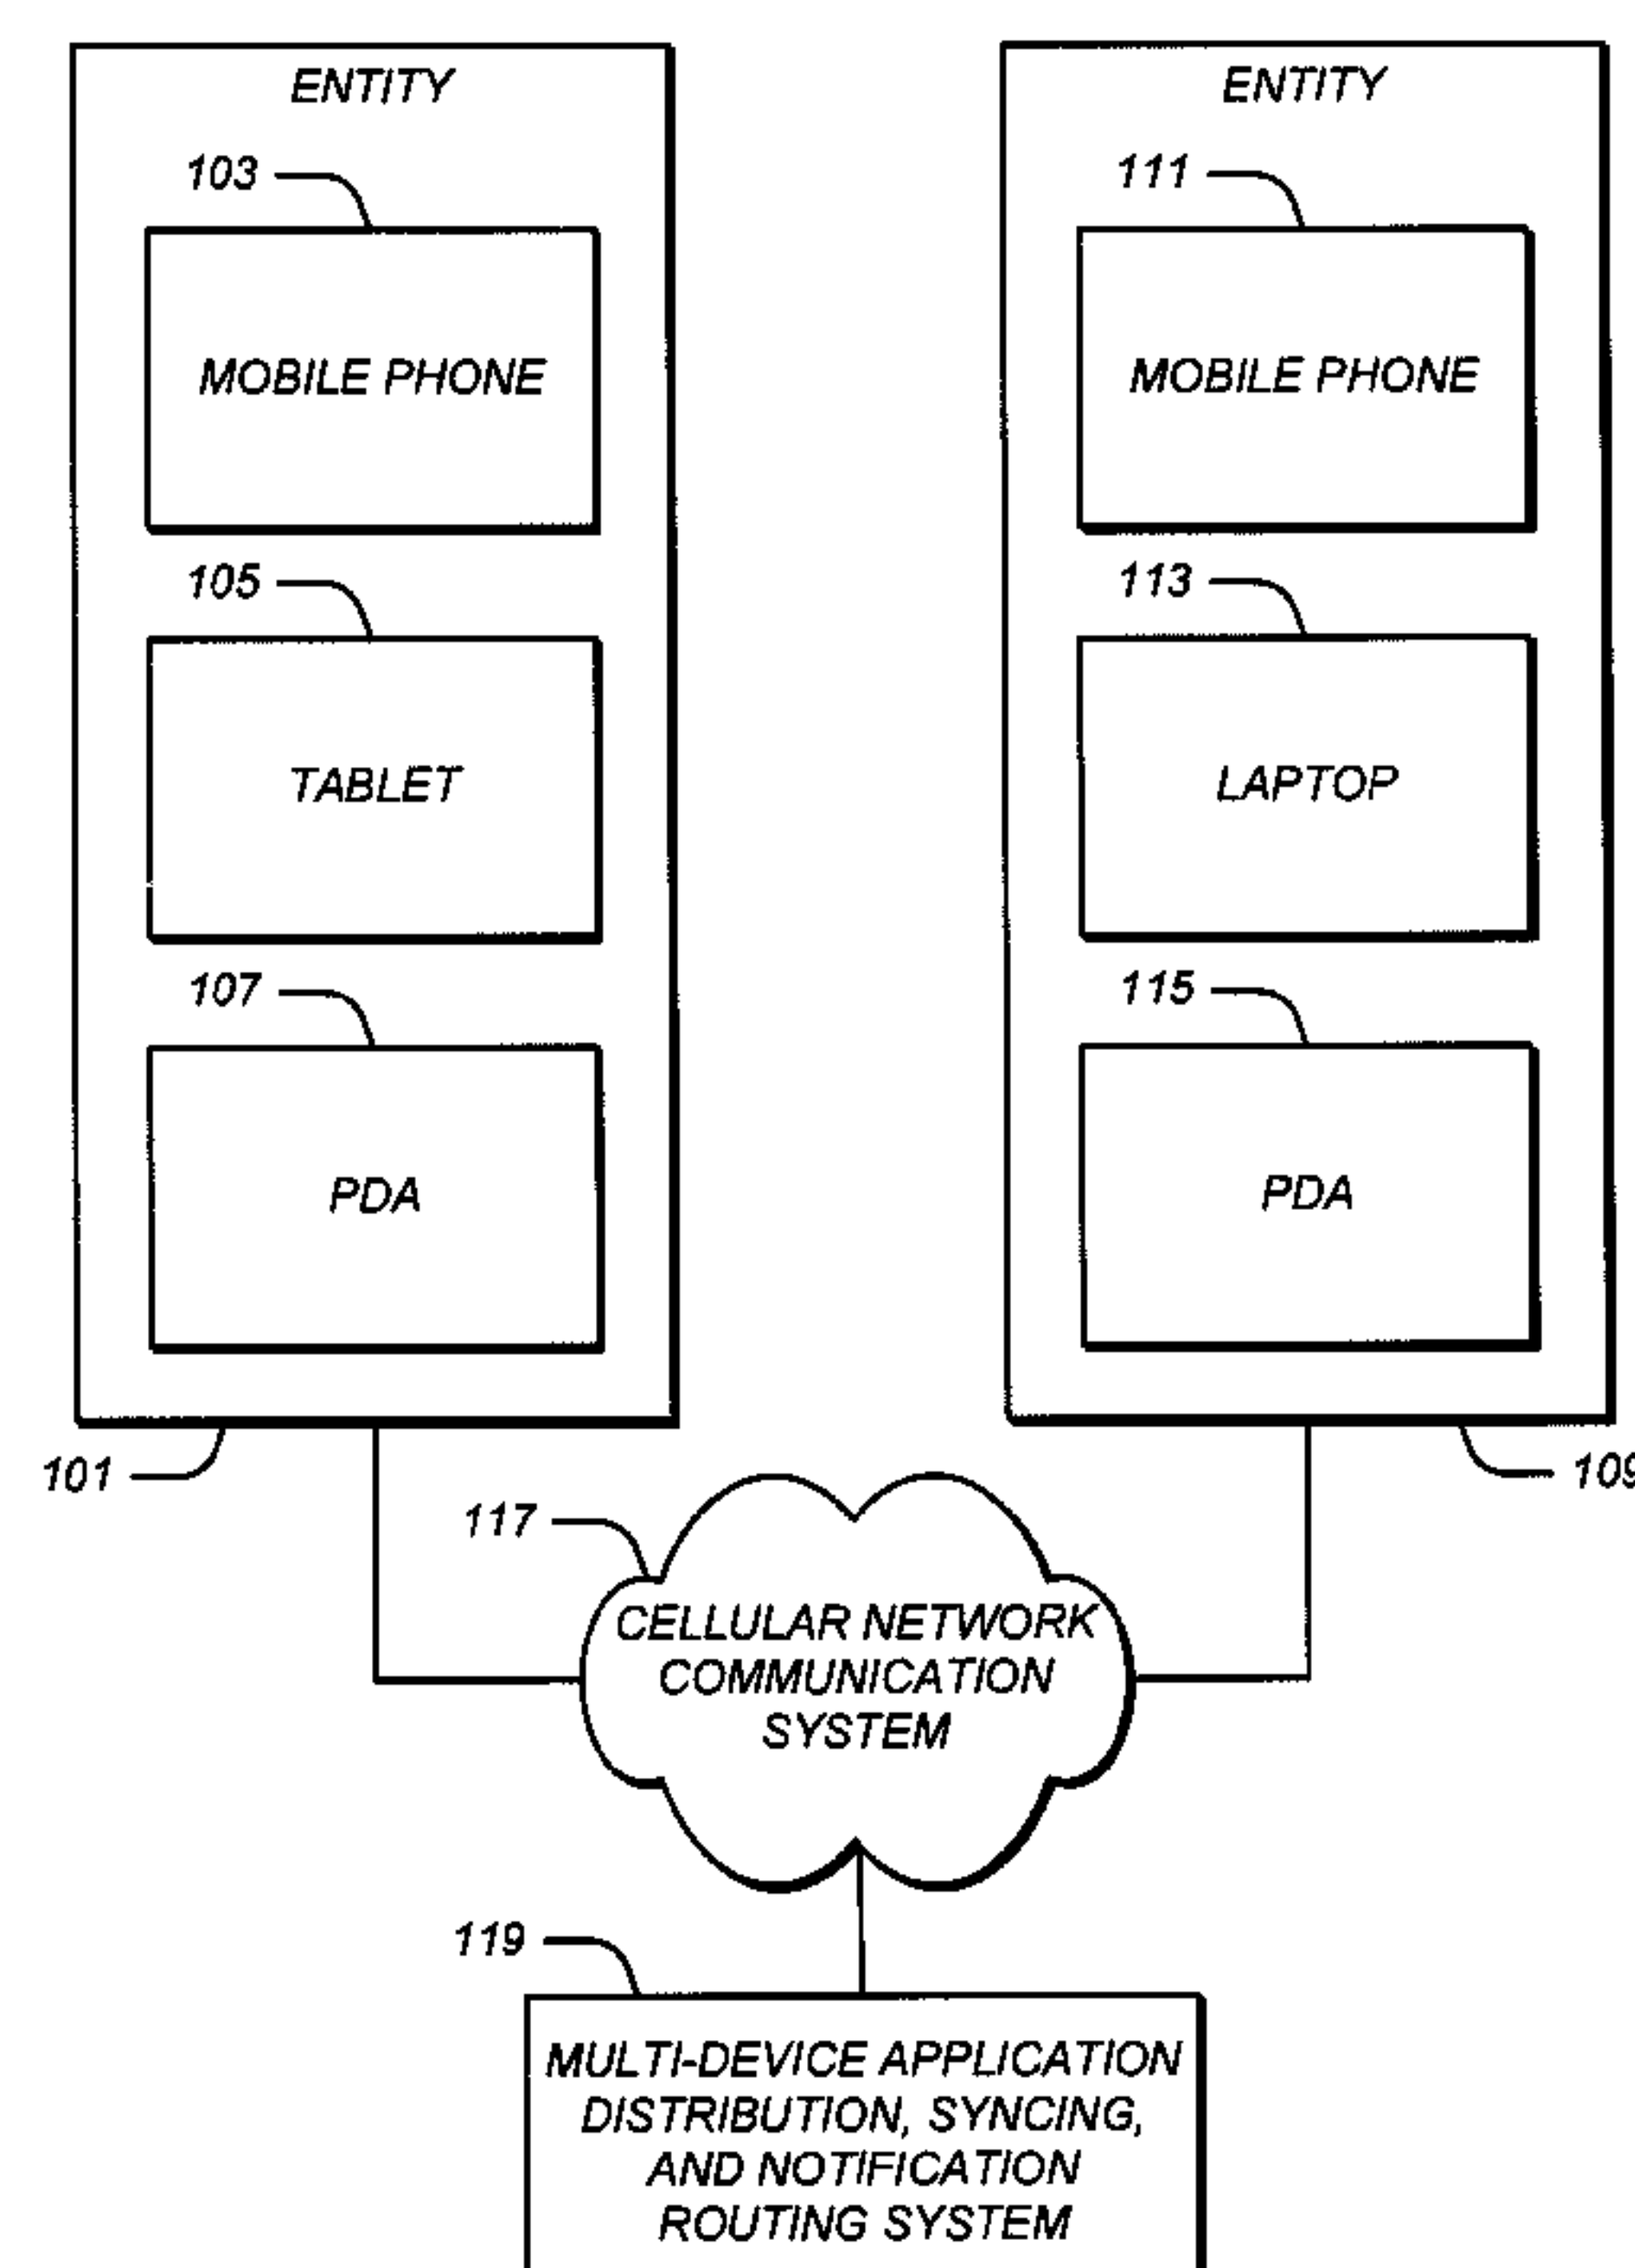 ENTITY
103
MOBILE PHONE
105
TABLET
107
PDA
101
ENTITY
111
MOBILE PHONE
113
LAPTOP
115
PDA
109
117
CELLULAR NETWORK
COMMUNICATION
SYSTEM
119
MULTI-DEVICE APPLICATION
DISTRIBUTION, SYNCING,
AND NOTIFICATION
ROUTING SYSTEM